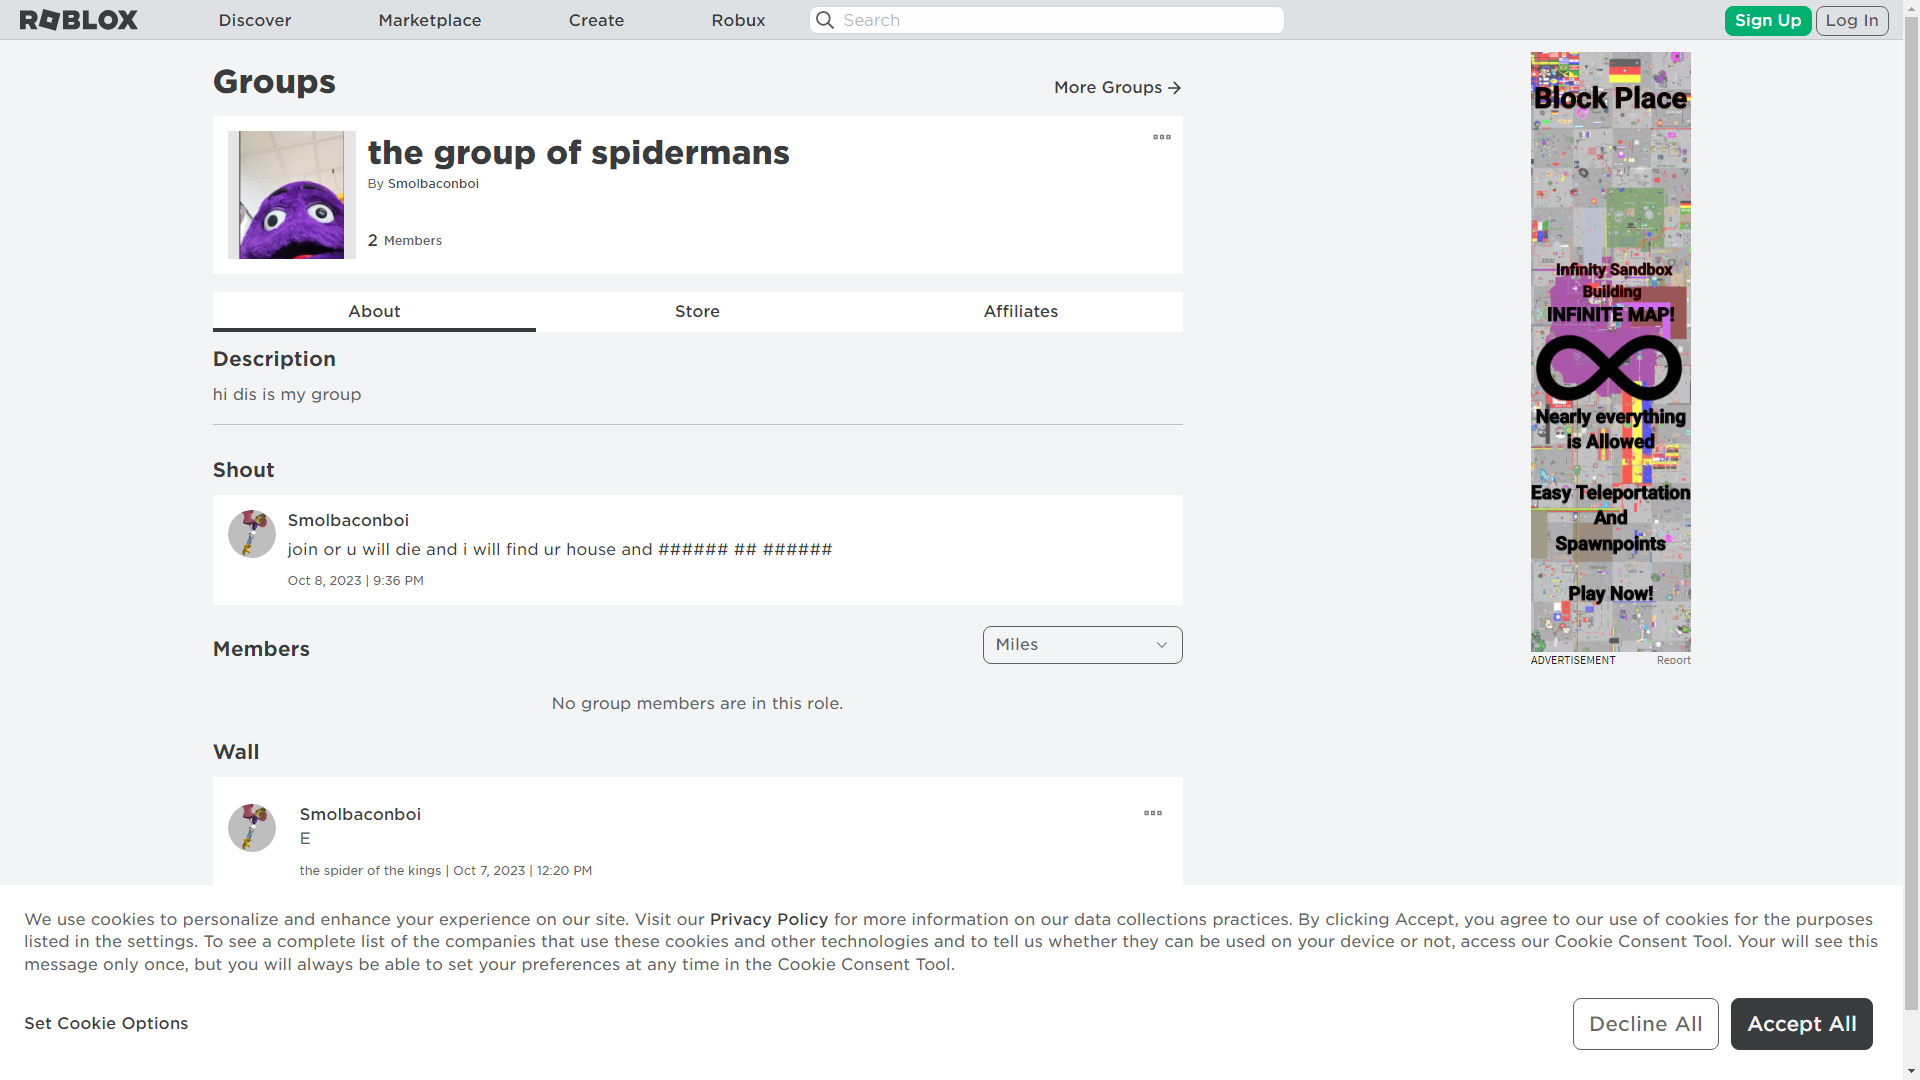 ROBLOX
Discover
Marketplace
Create
Robux
Search
Sign Up
Log In
Groups
More Groups
the group of spidermans
By Smolbaconboi
2 Members
About
Store
Affiliates
Description
hi dis is my group
Shout
Smolbaconboi
join or u will die and i will find ur house and ###### ## ######
Oct 8, 2023 | 9:36 PM
Members
Miles
No group members are in this role.
Wall
Smolbaconboi
E
the spider of the kings | Oct 7, 2023 | 12:20 PM
Block Place
Infinity Sandbox
Building
INFINITE MAP!
Nearly everything
is Allowed
Easy Teleportation
And
Spawnpoints
Play Now!
ADVERTISEMENT
Report
We use cookies to personalize and enhance your experience on our site. Visit our Privacy Policy for more information on our data collections practices. By clicking Accept, you agree to our use of cookies for the purposes
listed in the settings. To see a complete list of the companies that use these cookies and other technologies and to tell us whether they can be used on your device or not, access our Cookie Consent Tool. Your will see this
message only once, but you will always be able to set your preferences at any time in the Cookie Consent Tool.
Set Cookie Options
Decline All
Accept All